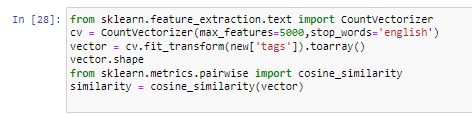 In [28]: from sklearn.feature_extraction.text import CountVectorizer
cv = CountVectorizer(max_features=5000,stop_words='english')
vector = cv.fit_transform(new['tags']).toarray()
vector.shape
from sklearn.metrics.pairwise import cosine_similarity
similarity = cosine_similarity(vector)